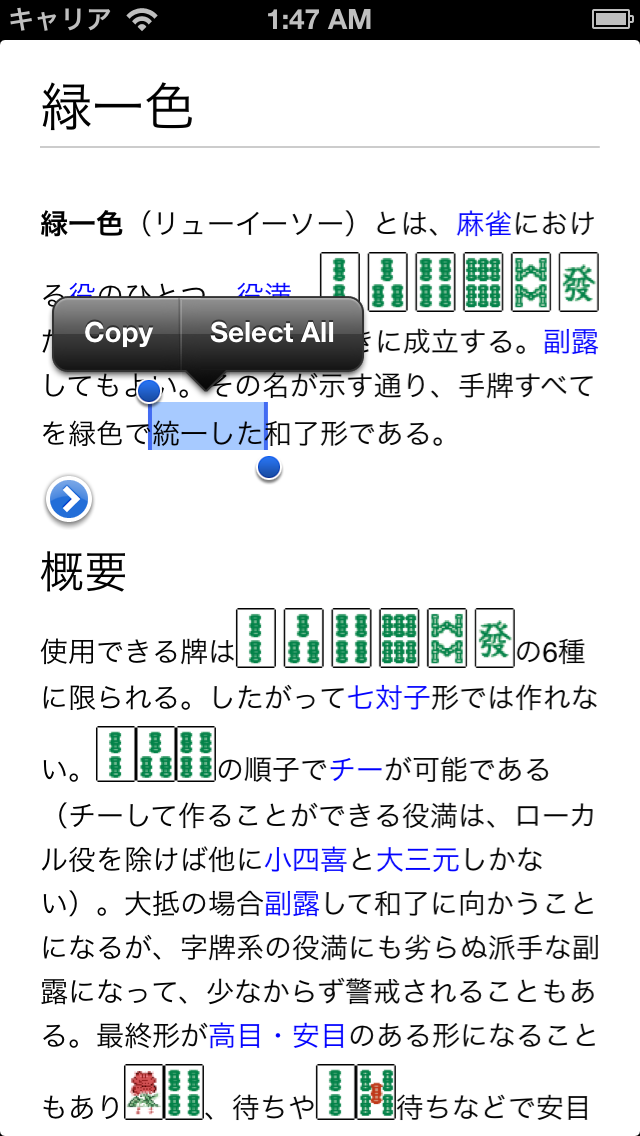 キャリア 1:47 AM
緑一色
緑一色（リューイーソー）とは、麻雀におけ
る役のひとつ 役満 發
Copy Select All
きに成立する。副露
してもよい。その名が示す通り、手牌すべて
を緑色で統一した和了形である。
概要
使用できる牌は發の6種
に限られる。したがって七対子形では作れな
い。の順子でチーが可能である
（チーして作ることができる役満は、ローカ
ル役を除けば他に小四喜と大三元しかな
い）。大抵の場合副露して和了に向かうこと
になるが、字牌系の役満にも劣らぬ派手な副
露になって、少なからず警戒されることもあ
る。最終形が高目・安目のある形になること
もあり、待ちや待ちなどで安目